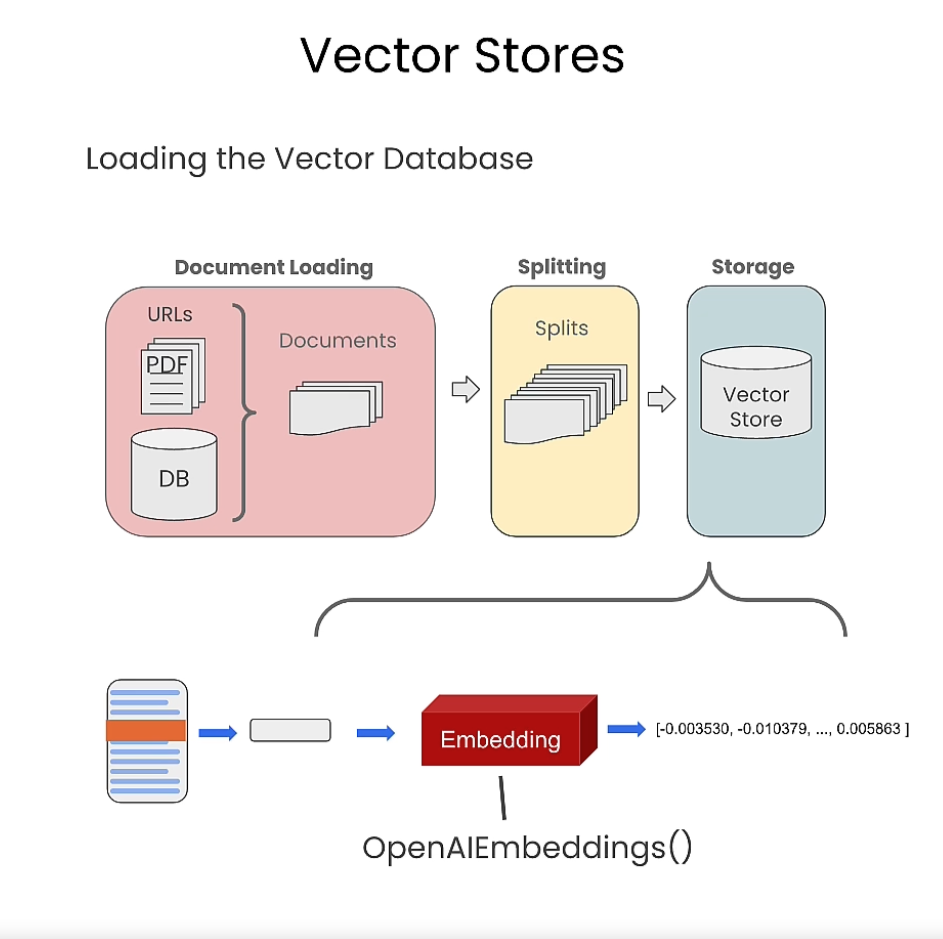 Vector Stores
Loading the Vector Database
Document Loading
Splitting
Storage
URLs
PDF
DB
Documents
Splits
Vector
Store
Embedding
[-0.003530, -0.010379, ..., 0.005863 ]
OpenAIEmbeddings()